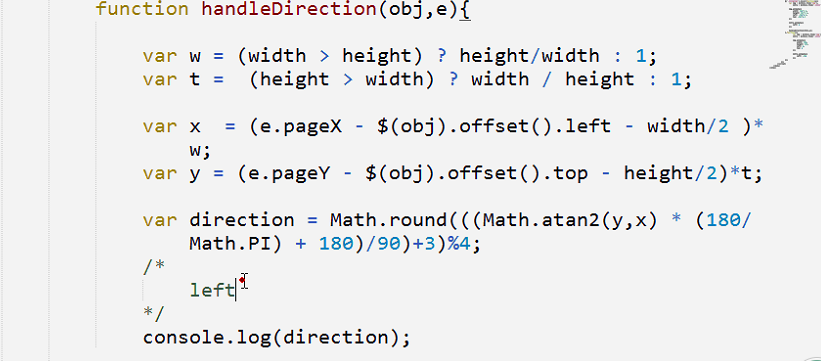 function handleDirection(obj,e){
var w = (width > height) ? height/width : 1;
var t =  (height > width) ? width / height : 1;
var x  = (e.pageX - $(obj).offset().left - width/2 )*
w;
var y = (e.pageY - $(obj).offset().top - height/2)*t;
var direction = Math.round(((Math.atan2(y,x) * (180/
Math.PI) + 180)/90)+3)%4;
/*
left
*/
console.log(direction);